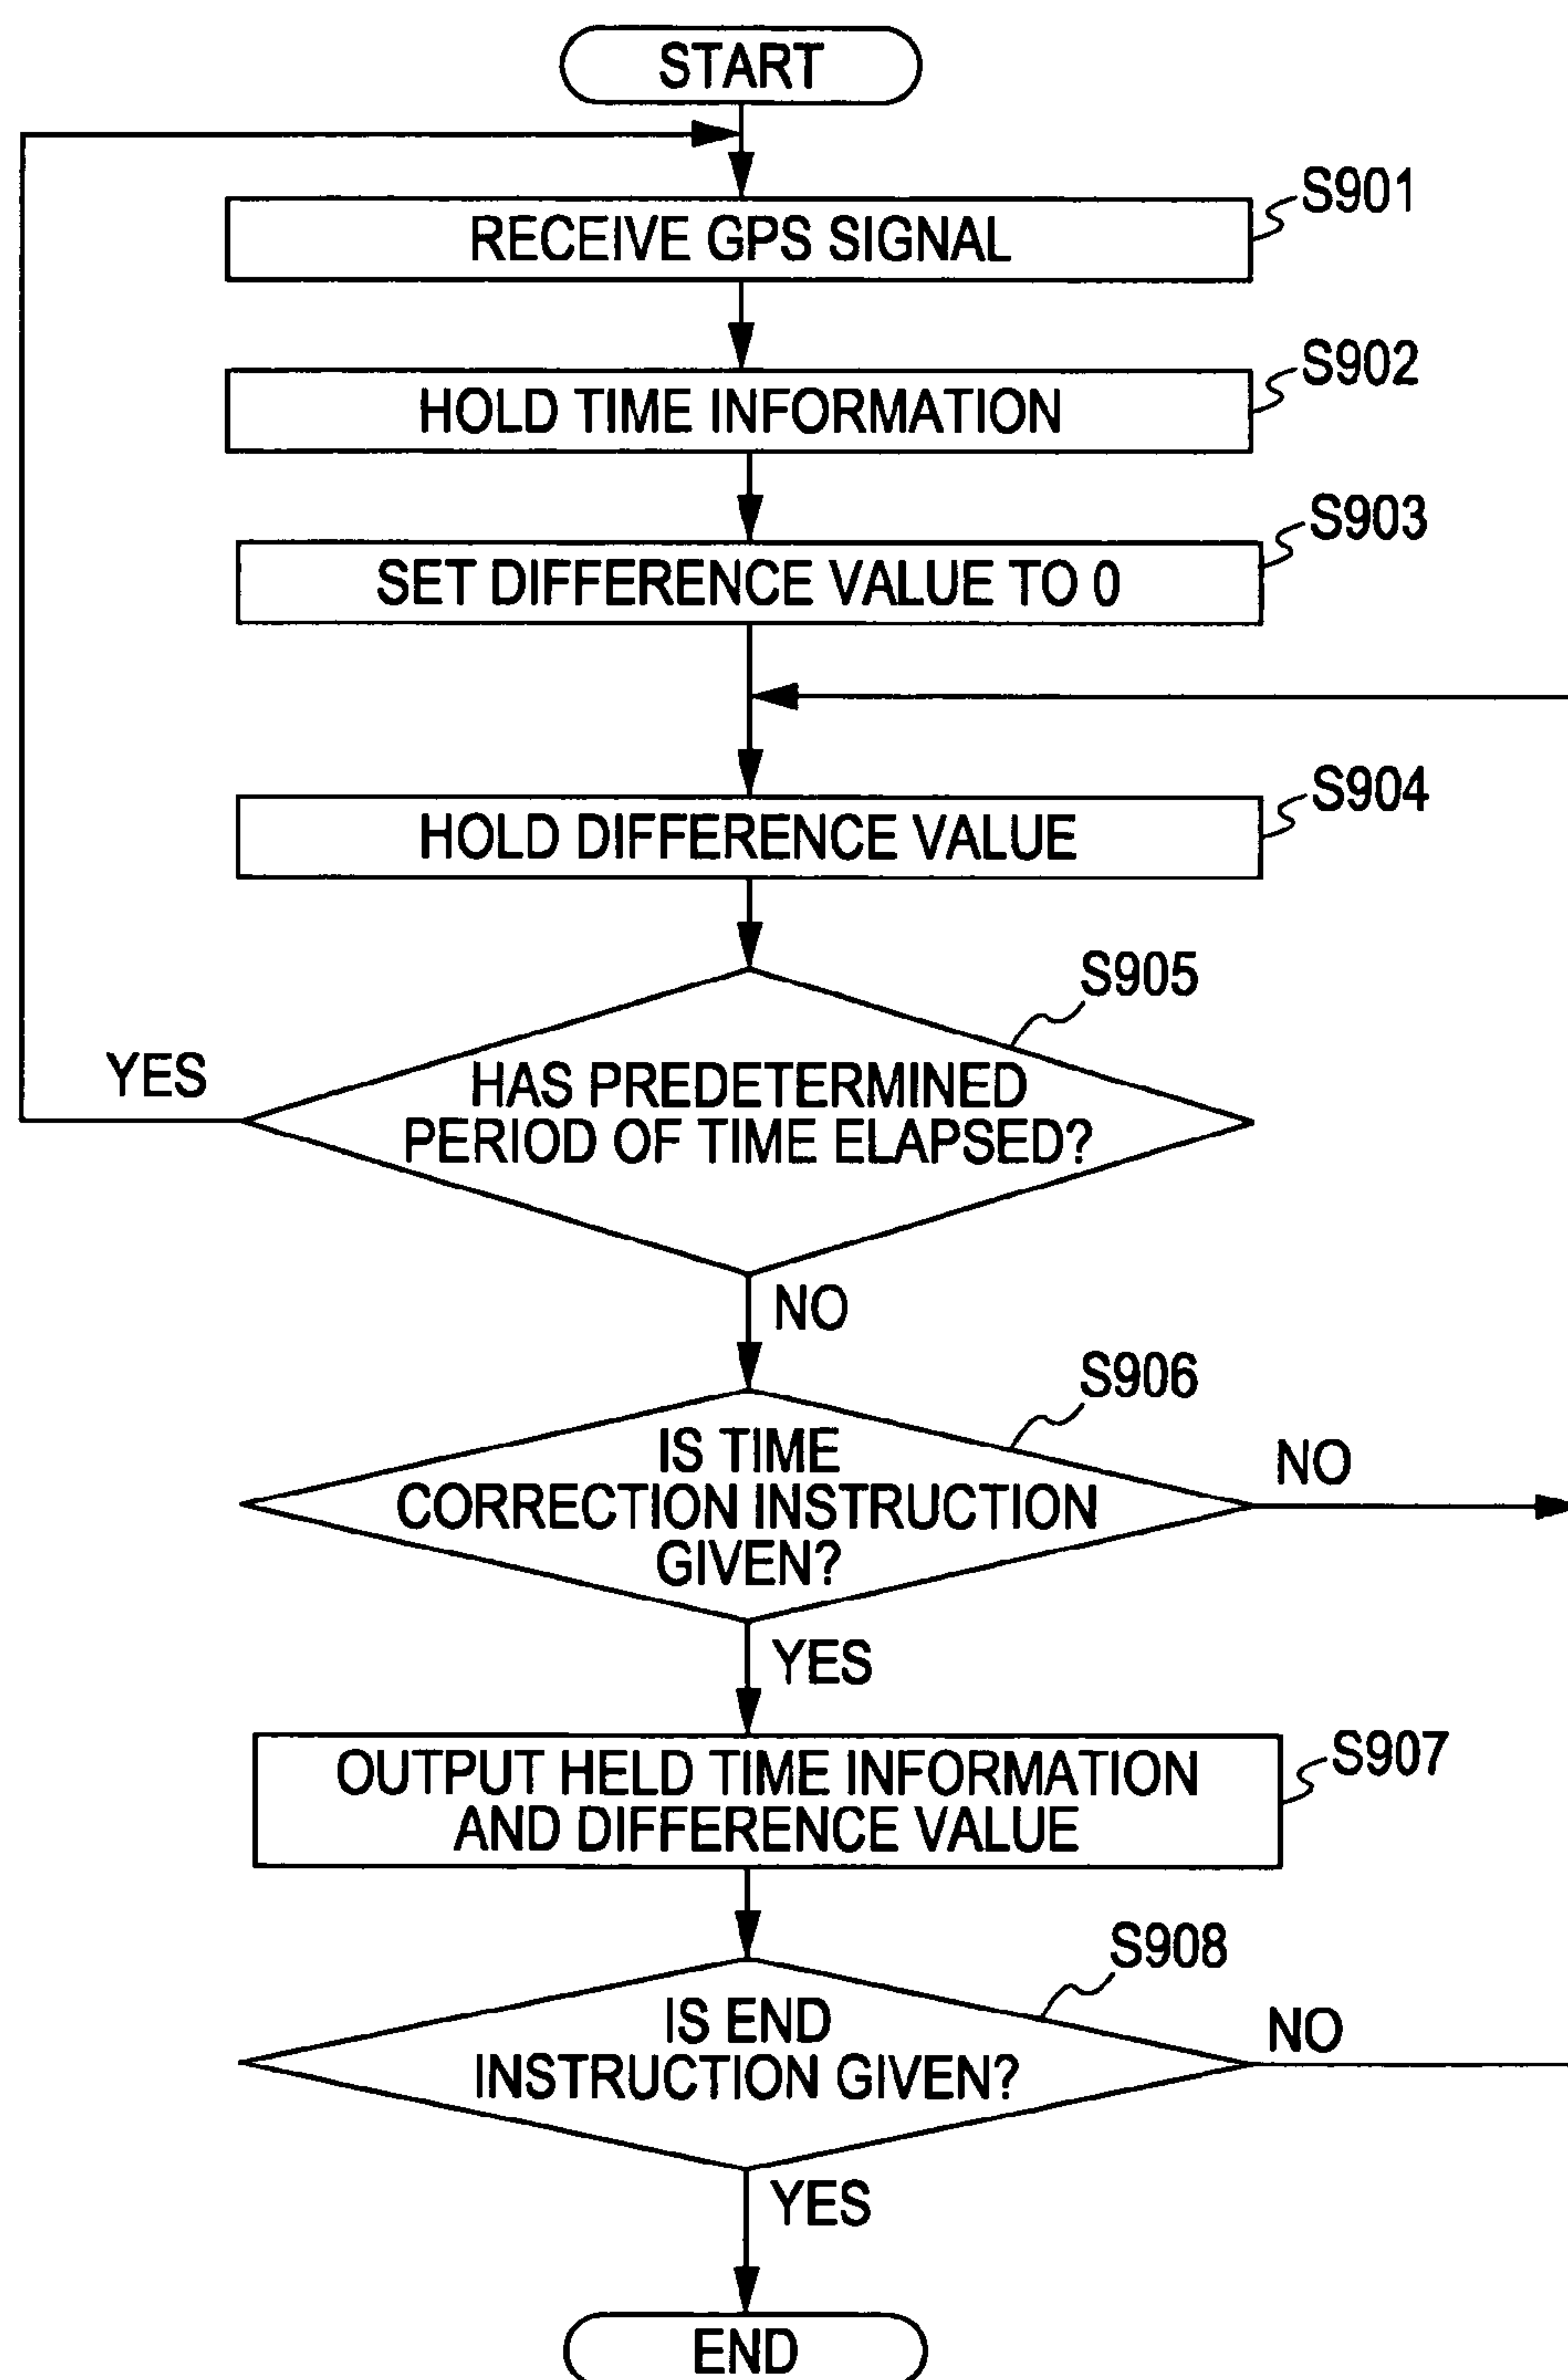 START
S901
RECEIVE GPS SIGNAL
S902
HOLD TIME INFORMATION
S903
SET DIFFERENCE VALUE TO 0
S904
HOLD DIFFERENCE VALUE
S905
YES
HAS PREDETERMINED
PERIOD OF TIME ELAPSED?
NO
S906
IS TIME
CORRECTION INSTRUCTION
GIVEN?
NO
YES
S907
OUTPUT HELD TIME INFORMATION
AND DIFFERENCE VALUE
S908
IS END
INSTRUCTION GIVEN?
NO
YES
END